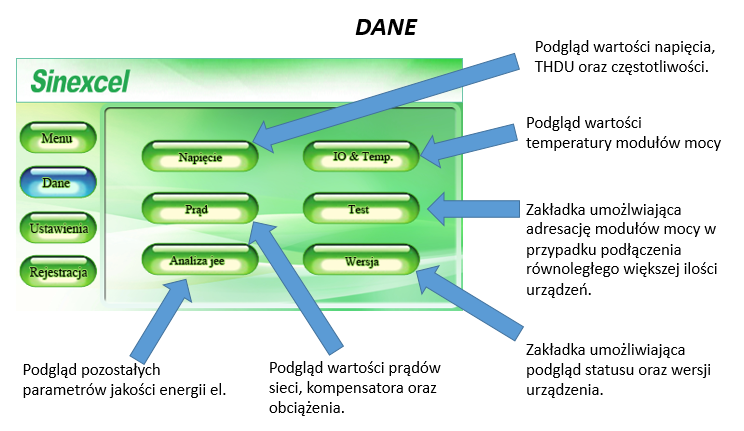 DANE
Podgląd wartości napięcia,
THDU oraz częstotliwości.
Sinexcel
Menu
Dane
Ustawienia
Rejestracja
Napięcie
IO & Temp.
Prąd
Test
Analiza jee
Wersja
Podgląd wartości
temperatury modułów mocy
Zakładka umożlwiająca
adresację modułów mocy w
przypadku podłączenia
równoległego większej ilości
urządzeń.
Zakładka umożliwiająca
podgląd statusu oraz wersji
urządzenia.
Podgląd pozostałych
parametrów jakości energii el.
Podgląd wartości prądów
sieci, kompensatora oraz
obciążenia.